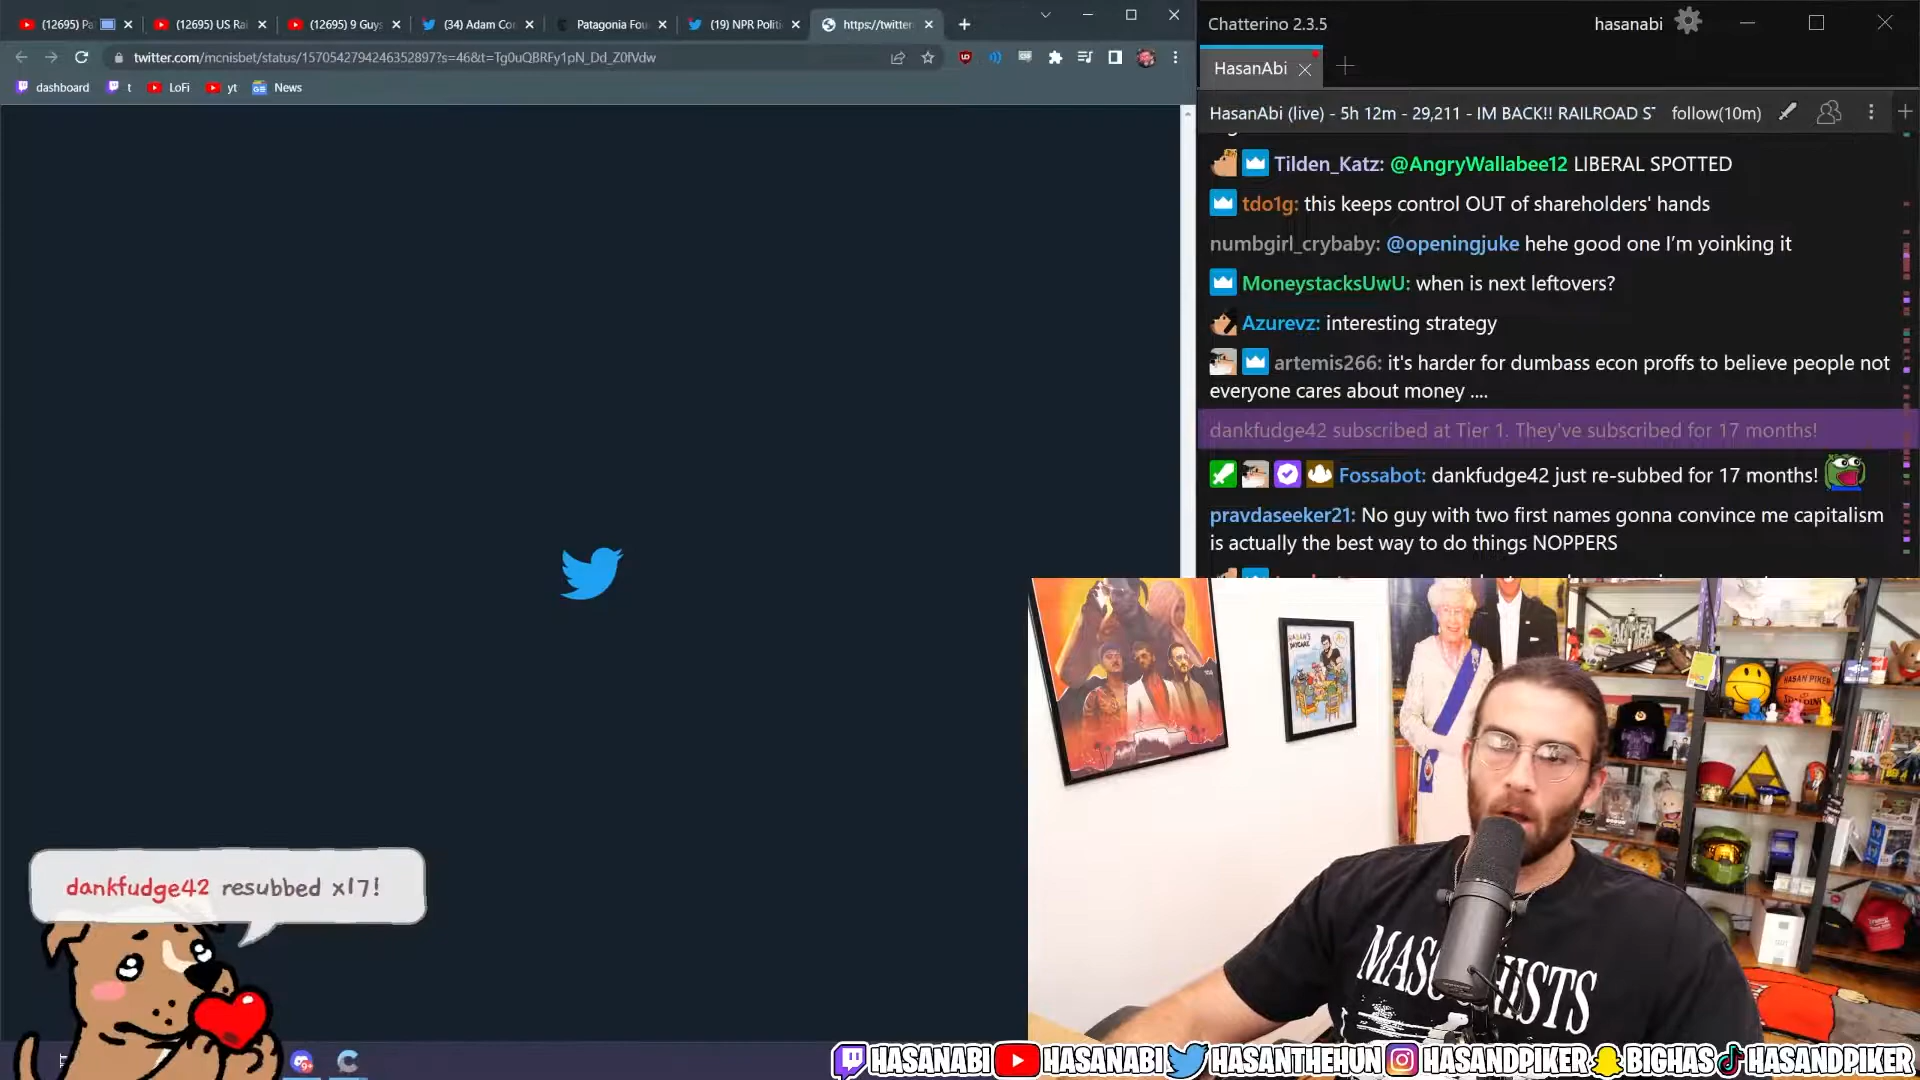 (12695) Pa
(12695) US Rai
(12695) 9 Guys
(34) Adam Co
Patagonia Fou
(19) NPR Politi
https://twitter
twitter.com/mcnisbet/status/1570542794246352897?s=46&t=Tg0uQBRFy1pN_Dd_Z0fVdw
dashboard
t
LoFi
yt
News
Chatterino 2.3.5
hasanabi
HasanAbi
HasanAbi (live) - 5h 12m - 29,211 - IM BACK!! RAILROAD ST
follow(10m)
Tilden_Katz: @AngryWallabee12 LIBERAL SPOTTED
tdo1g: this keeps control OUT of shareholders' hands
numbgirl_crybaby: @openingjuke hehe good one I'm yoinking it
MoneystacksUwU: when is next leftovers?
Azurevz: interesting strategy
artemis266: it's harder for dumbass econ proffs to believe people not
everyone cares about money ....
dankfudge42 subscribed at Tier 1. They've subscribed for 17 months!
Fossabot: dankfudge42 just re-subbed for 17 months!
pravdaseeker21: No guy with two first names gonna convince me capitalism
is actually the best way to do things NOPPERS
HASAN PIKER
dankfudge42 resubbed x17!
HASANABI
HASANABI
HASANTHEHUN
HASANDPIKER
BIGHAS
HASANDPIKER